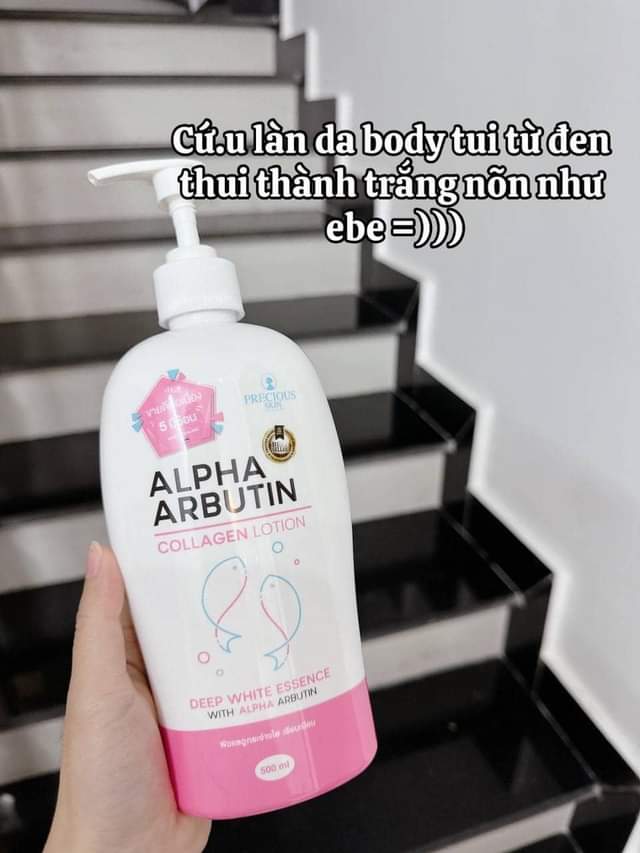 Cứ.u làn da body tui từ đen
thui thành trắng nõn như
ebe =)))
PRECIOUS
SKIN
5
ALPHA
ARBUTIN
COLLAGEN LOTION
DEEP WHITE ESSENCE
WITH ALPHA ARBUTIN
500 ml